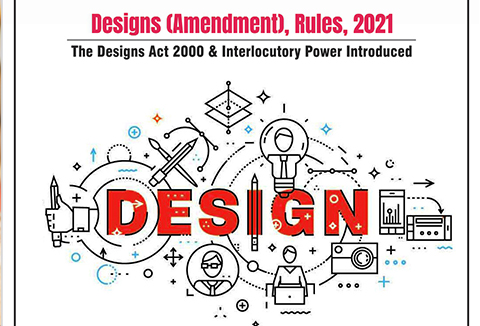 Designs (Amendment), Rules, 2021
The Designs Act 2000 & Interlocutory Power Introduced
DESIGN